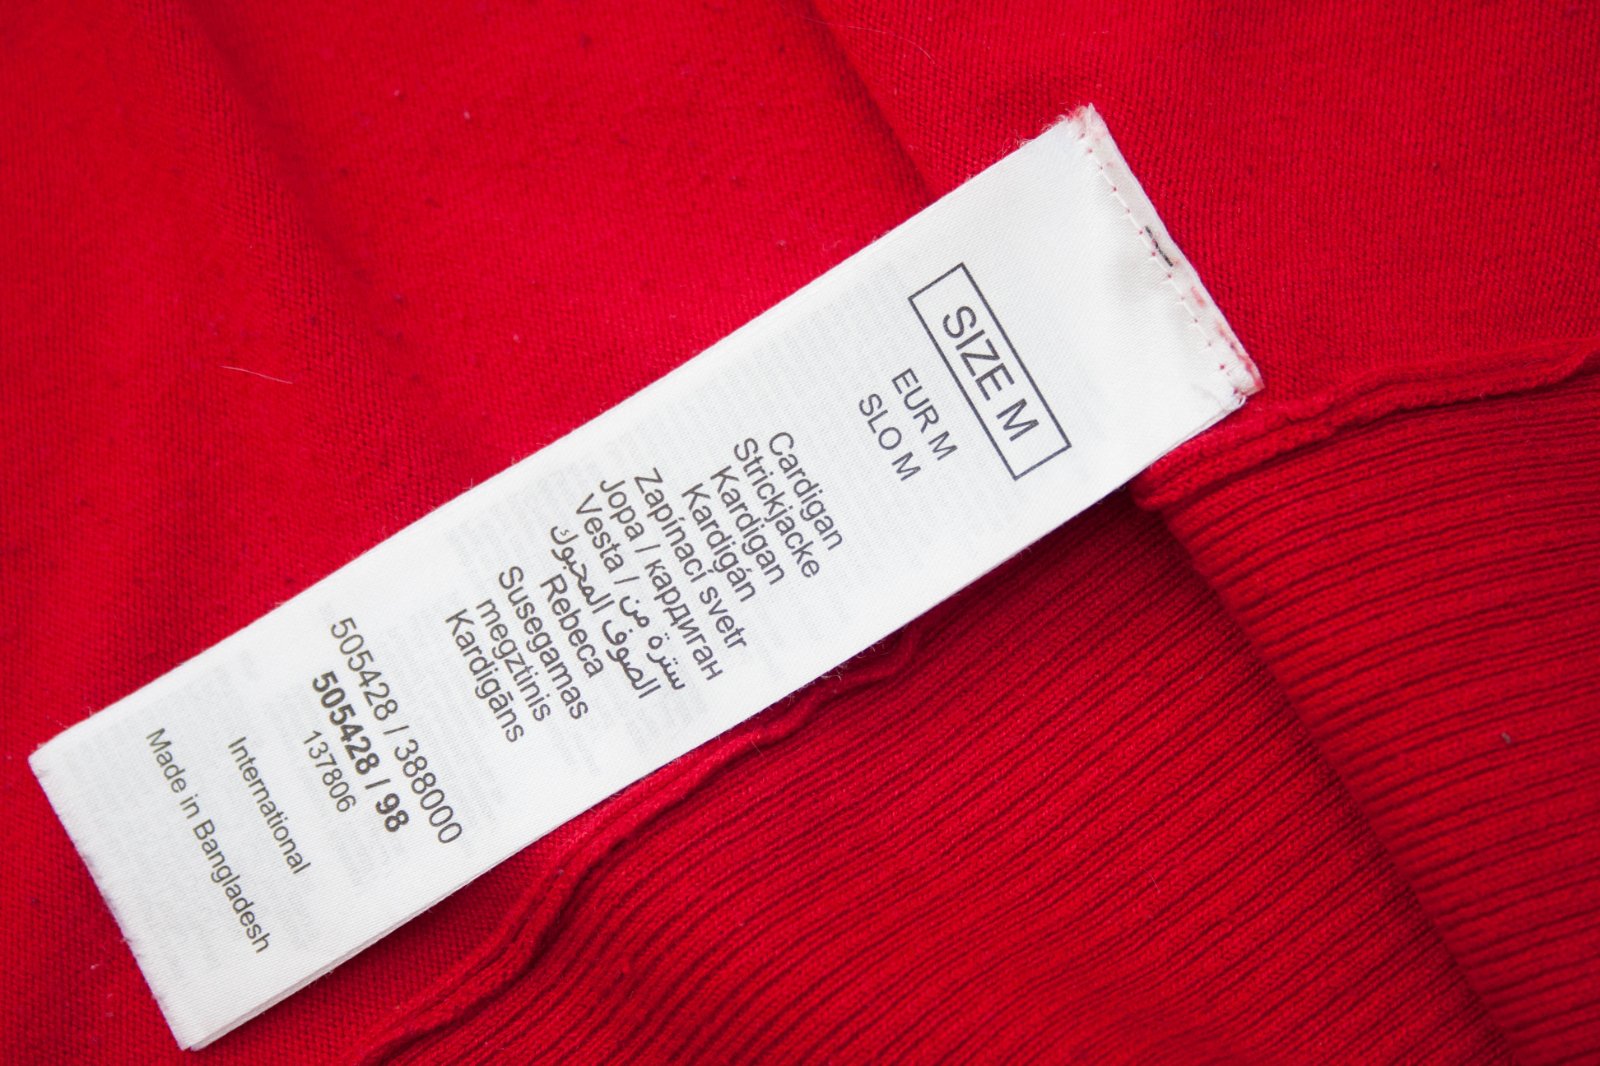 SIZE M
EUR M
SLO M
Cardigan
Strickjacke
Kardigan
Kardigán
Zapínací svetr
Jopa / кардиган
Vesta / سترة من
الصوف المحبوك
Rebeca
Susegamas
megztinis
Kardigāns
505428 / 388000
505428 / 98
137806
International
Made in Bangladesh